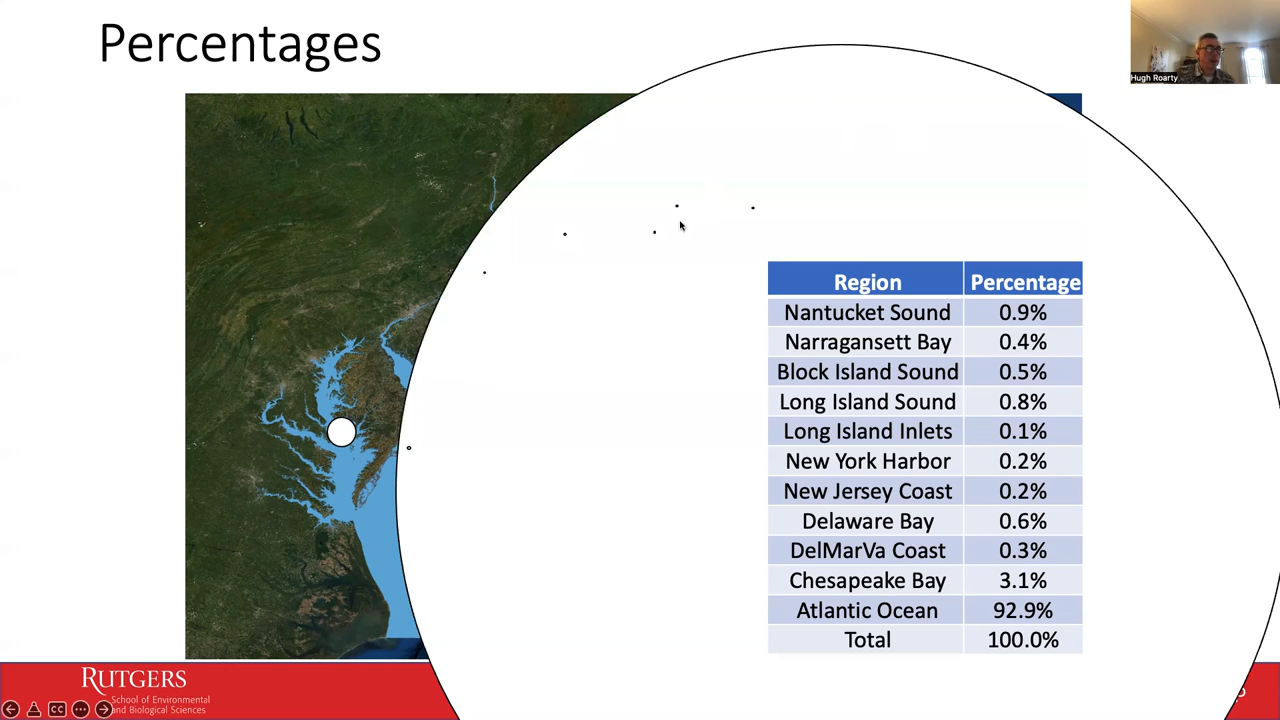 Percentages
Hugh Roarty
Region Percentage
Nantucket Sound 0.9%
Narragansett Bay 0.4%
Block Island Sound 0.5%
Long Island Sound 0.8%
Long Island Inlets 0.1%
New York Harbor 0.2%
New Jersey Coast 0.2%
Delaware Bay 0.6%
DelMarVa Coast 0.3%
Chesapeake Bay 3.1%
Atlantic Ocean 92.9%
Total 100.0%
RUTGERS
School of Environmental
and Biological Sciences
CC